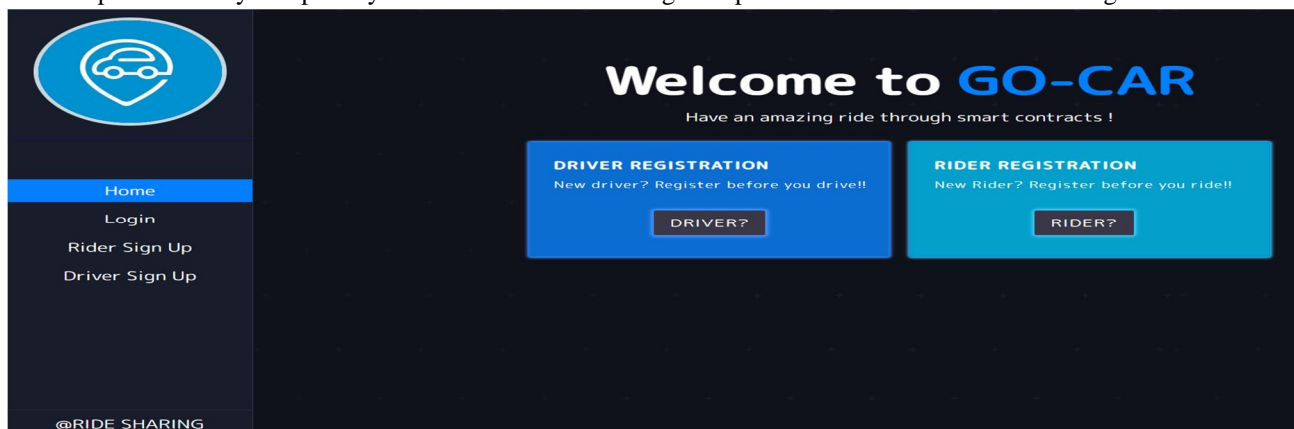 Home
Login
Rider Sign Up
Driver Sign Up
@RIDE SHARING
Welcome to GO-CAR
Have an amazing ride through smart contracts !
DRIVER REGISTRATION
New driver? Register before you drive!!
DRIVER?
RIDER REGISTRATION
New Rider? Register before you ride!!
RIDER?